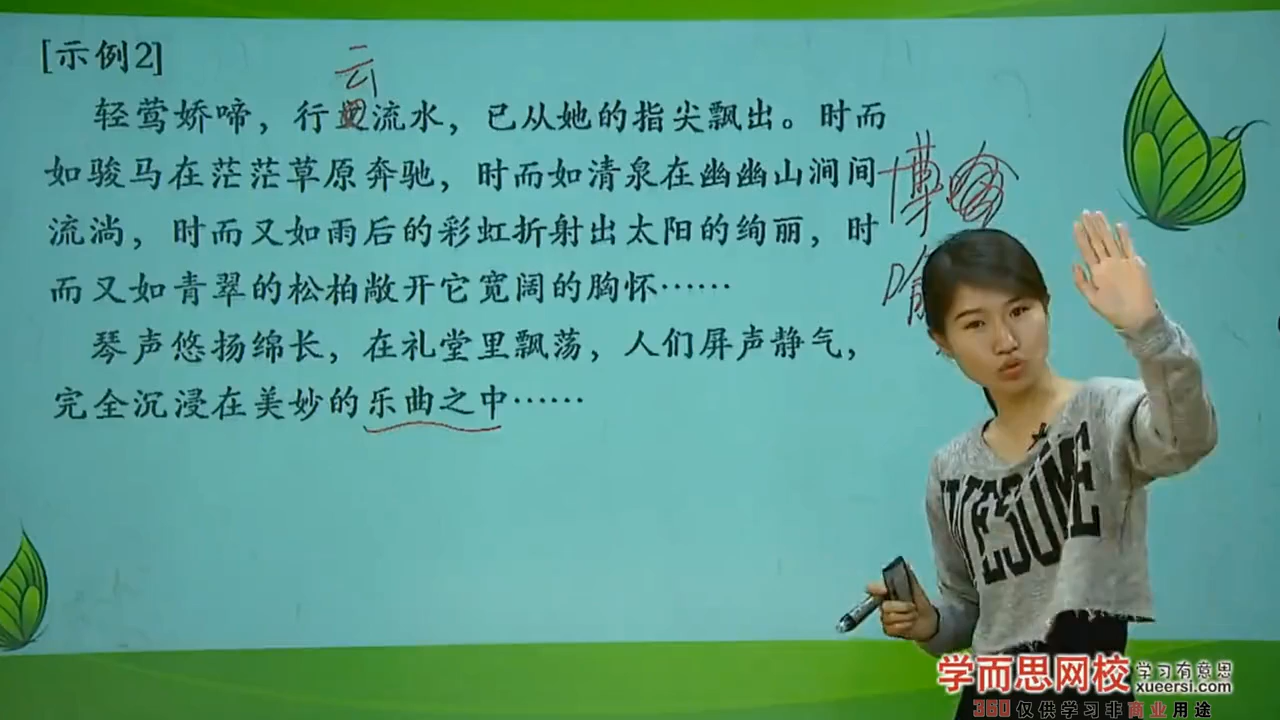 [示例2]
云
轻莺娇啼，行流水，已从她的指尖飘出。时而
如骏马在茫茫草原奔驰，时而如清泉在幽幽山涧间
流淌，时而又如雨后的彩虹折射出太阳的绚丽，时
而又如青翠的松柏敞开它宽阔的胸怀……
琴声悠扬绵长，在礼堂里飘荡，人们屏声静气，
完全沉浸在美妙的乐曲之中……
博
喻
AWESOME
学而思网校 学习有意思
xueersi.com
360仅供学习非商业用途